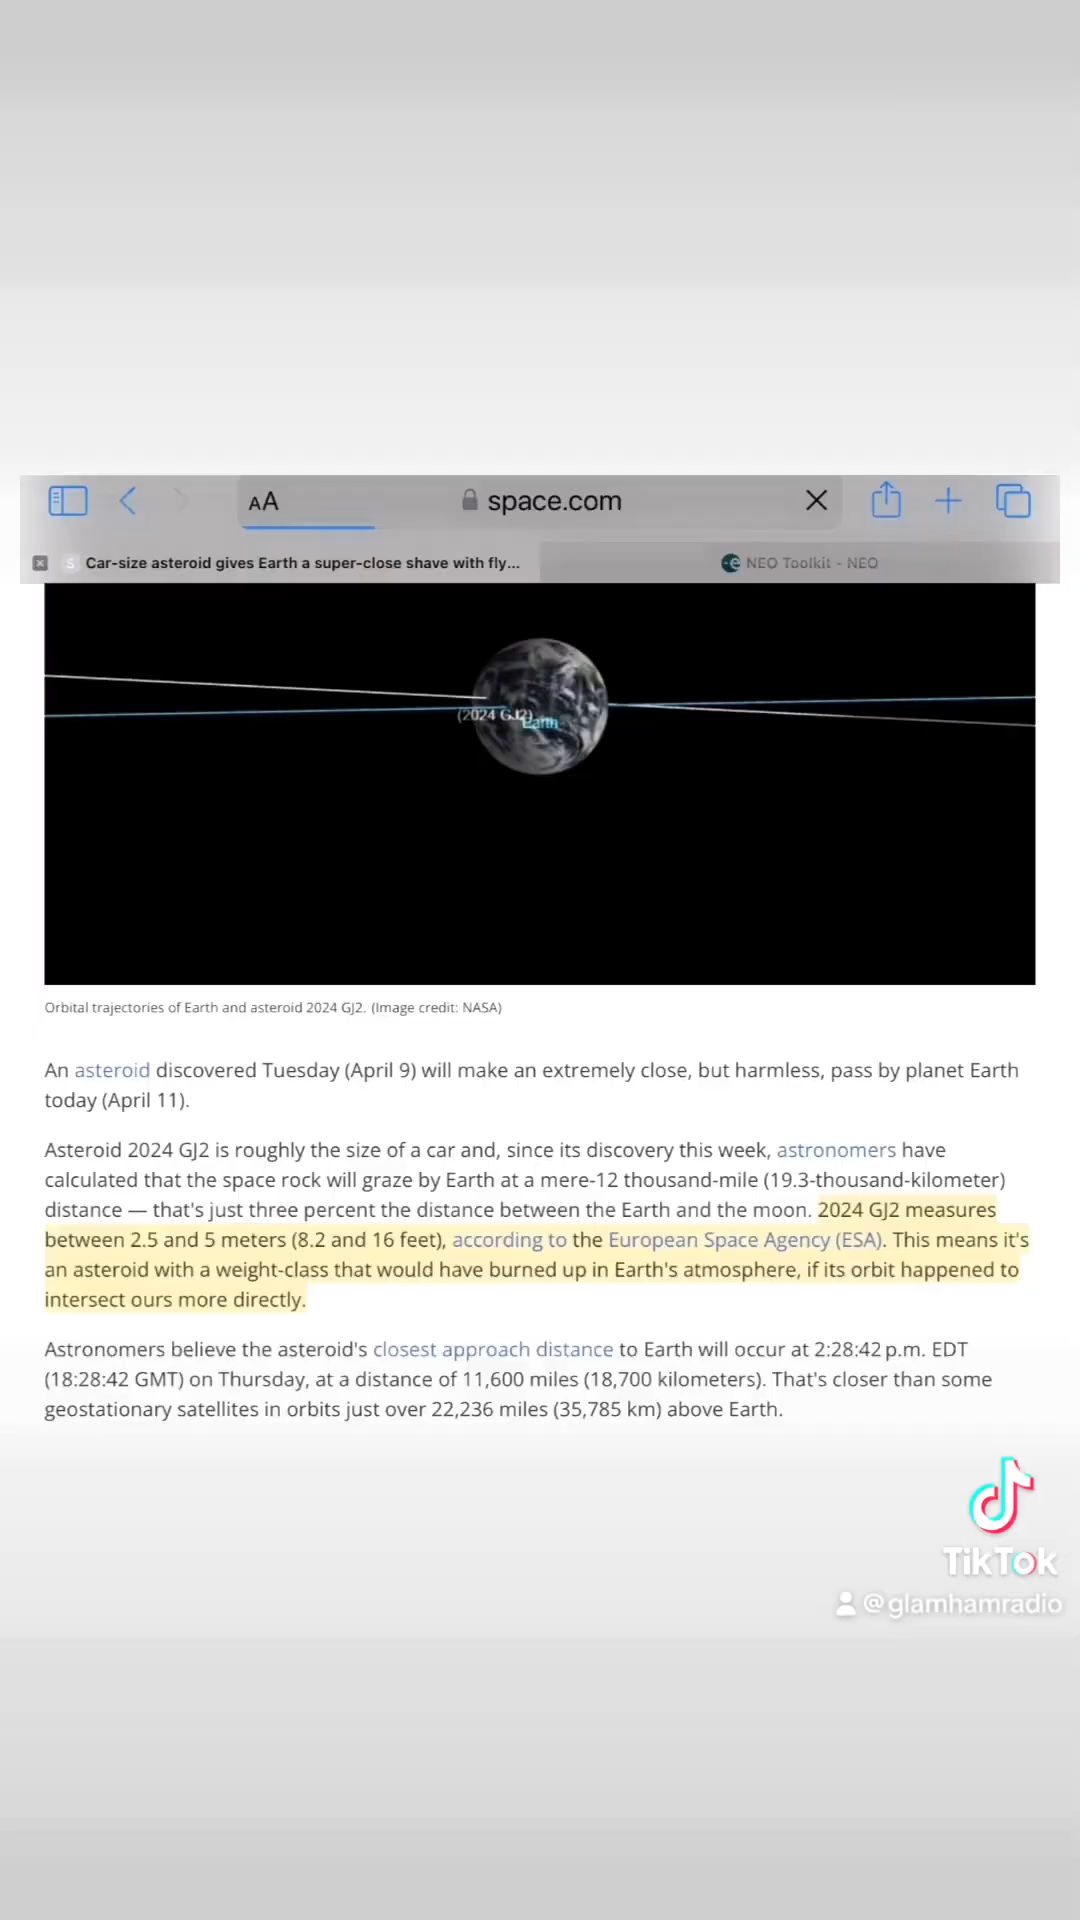 AA
space.com
S
Car-size asteroid gives Earth a super-close shave with fly...
NEO Toolkit - NEO
(2024 GJ2)
Earth
Orbital trajectories of Earth and asteroid 2024 GJ2. (Image credit: NASA)
An asteroid discovered Tuesday (April 9) will make an extremely close, but harmless, pass by planet Earth
today (April 11).
Asteroid 2024 GJ2 is roughly the size of a car and, since its discovery this week, astronomers have
calculated that the space rock will graze by Earth at a mere-12 thousand-mile (19.3-thousand-kilometer)
distance — that's just three percent the distance between the Earth and the moon. 2024 GJ2 measures
between 2.5 and 5 meters (8.2 and 16 feet), according to the European Space Agency (ESA). This means it's
an asteroid with a weight-class that would have burned up in Earth's atmosphere, if its orbit happened to
intersect ours more directly.
Astronomers believe the asteroid's closest approach distance to Earth will occur at 2:28:42 p.m. EDT
(18:28:42 GMT) on Thursday, at a distance of 11,600 miles (18,700 kilometers). That's closer than some
geostationary satellites in orbits just over 22,236 miles (35,785 km) above Earth.
TikTok
@glamhamradio